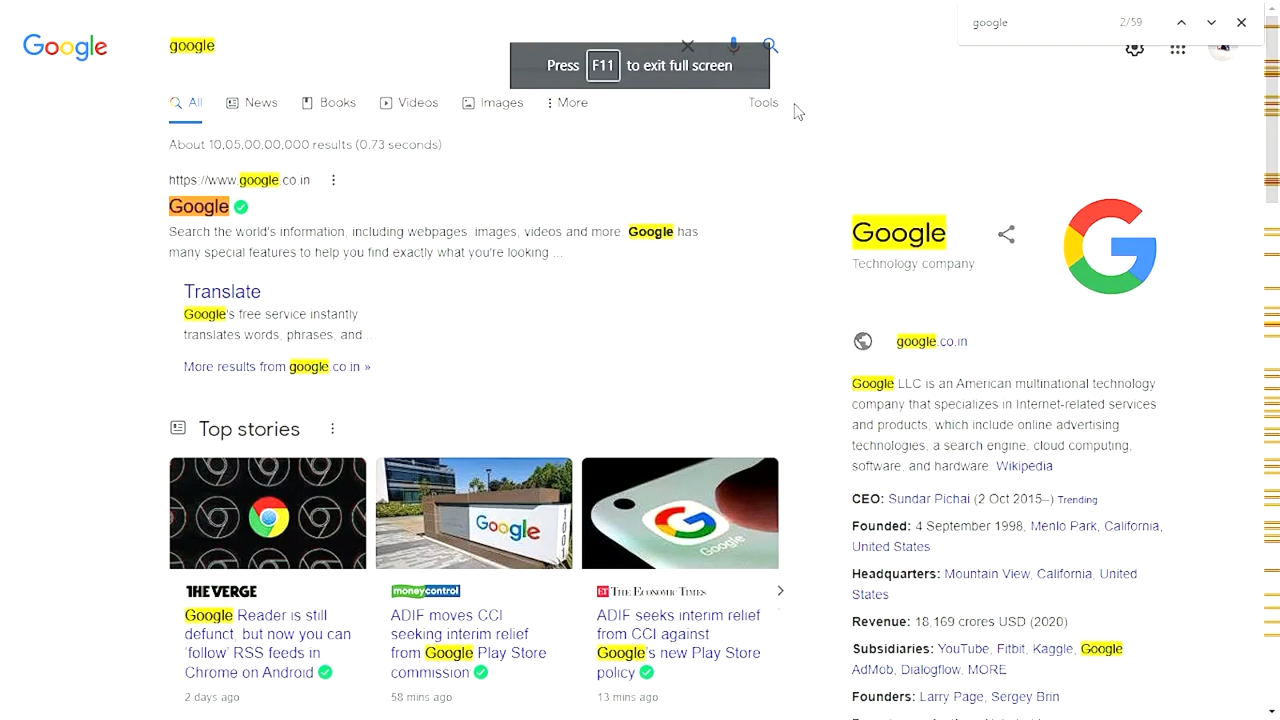 Google
google
google
2/59
Press F11 to exit full screen
All
News
Books
Videos
Images
More
Tools
About 10,05,00,00,000 results (0.73 seconds)
https://www.google.co.in
Google
Search the world's information, including webpages, images, videos and more. Google has
many special features to help you find exactly what you're looking ...
Translate
Google's free service instantly
translates words, phrases, and ...
More results from google.co.in »
Top stories
Google
THE VERGE
Google Reader is still
defunct, but now you can
‘follow’ RSS feeds in
Chrome on Android
2 days ago
moneycontrol
ADIF moves CCI
seeking interim relief
from Google Play Store
commission
58 mins ago
Google
ET THE ECONOMIC TIMES
ADIF seeks interim relief
from CCI against
Google's new Play Store
policy
13 mins ago
Google
Technology company
google.co.in
Google LLC is an American multinational technology
company that specializes in Internet-related services
and products, which include online advertising
technologies, a search engine, cloud computing,
software, and hardware. Wikipedia
CEO: Sundar Pichai (2 Oct 2015–) Trending
Founded: 4 September 1998, Menlo Park, California,
United States
Headquarters: Mountain View, California, United
States
Revenue: 18,169 crores USD (2020)
Subsidiaries: YouTube, Fitbit, Kaggle, Google
AdMob, Dialogflow, MORE
Founders: Larry Page, Sergey Brin